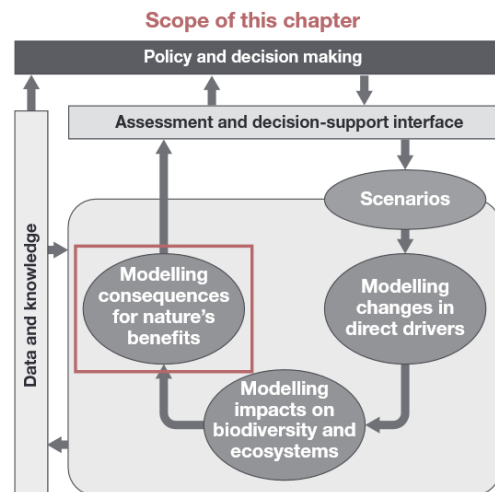 Scope of this chapter
Policy and decision making
Assessment and decision-support interface
Scenarios
Data and knowledge
Modelling
consequences
for nature's
benefits
Modelling
changes in
direct drivers
Modelling
impacts on
biodiversity and
ecosystems